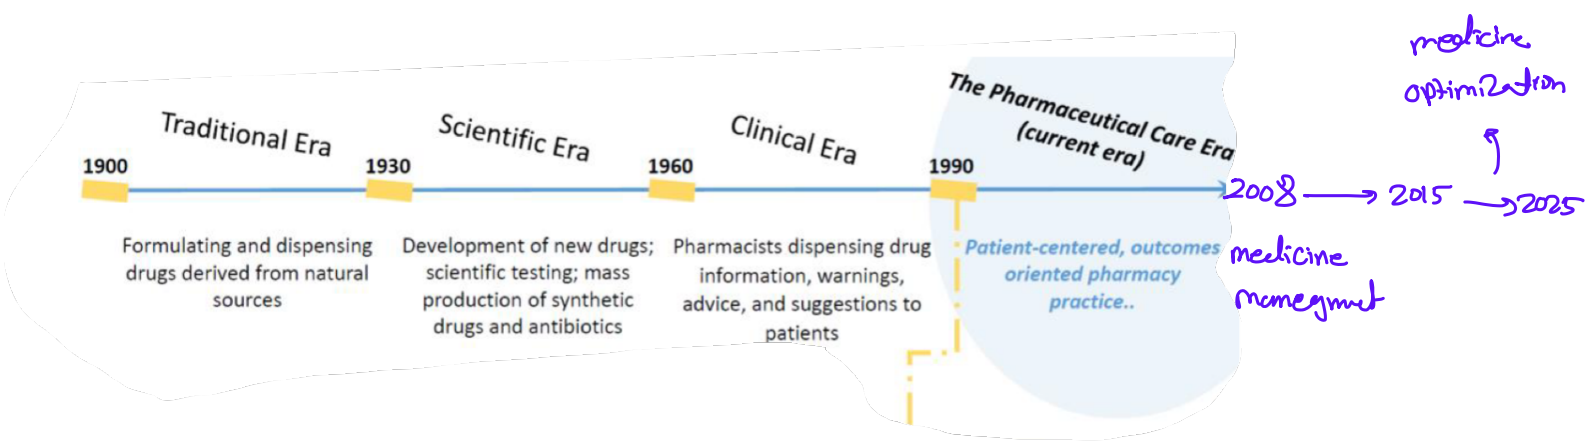 medicine
optimization
The Pharmaceutical Care Era
(current era)
Traditional Era
Scientific Era
Clinical Era
1900
1930
1960
1990
2008 → 2015 → 2025
Formulating and dispensing
drugs derived from natural
sources
Development of new drugs;
scientific testing; mass
production of synthetic
drugs and antibiotics
Pharmacists dispensing drug
information, warnings,
advice, and suggestions to
patients
Patient-centered, outcomes
oriented pharmacy
practice..
medicine
manegmet